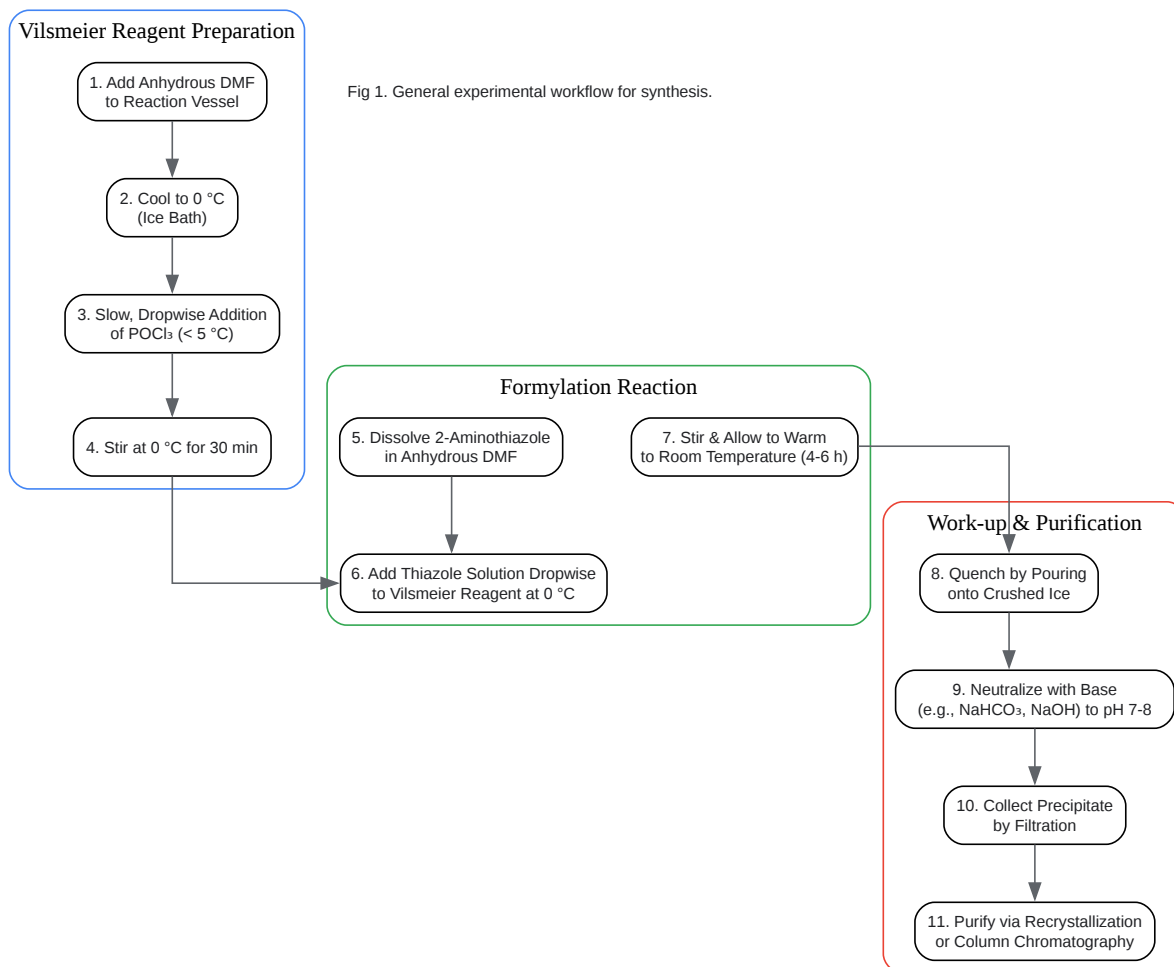 Vilsmeier Reagent Preparation
1. Add Anhydrous DMF
to Reaction Vessel
Fig 1. General experimental workflow for synthesis.
2. Cool to 0 °C
(Ice Bath)
3. Slow, Dropwise Addition
of POCl₃ (< 5 °C)
4. Stir at 0 °C for 30 min
Formylation Reaction
5. Dissolve 2-Aminothiazole
in Anhydrous DMF
6. Add Thiazole Solution Dropwise
to Vilsmeier Reagent at 0 °C
7. Stir & Allow to Warm
to Room Temperature (4-6 h)
Work-up & Purification
8. Quench by Pouring
onto Crushed Ice
9. Neutralize with Base
(e.g., NaHCO₃, NaOH) to pH 7-8
10. Collect Precipitate
by Filtration
11. Purify via Recrystallization
or Column Chromatography